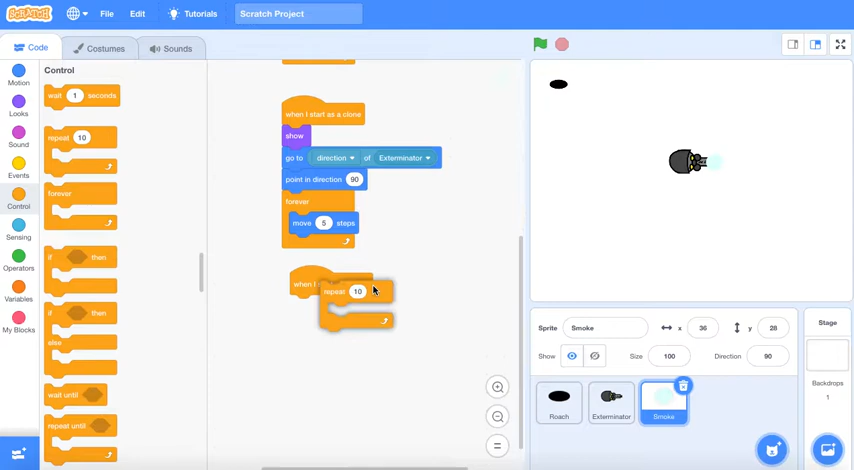 SCRATCH
File
Edit
Tutorials
Scratch Project
Code
Costumes
Sounds
Motion
Looks
Sound
Events
Control
Sensing
Operators
Variables
My Blocks
Control
wait 1 seconds
repeat 10
forever
if then
if then
else
wait until
repeat until
when I start as a clone
show
go to direction of Exterminator
point in direction 90
forever
move 5 steps
when I
repeat 10
Sprite Smoke x 36 y 28
Show Size 100 Direction 90
Roach
Exterminator
Smoke
Stage
Backdrops
1